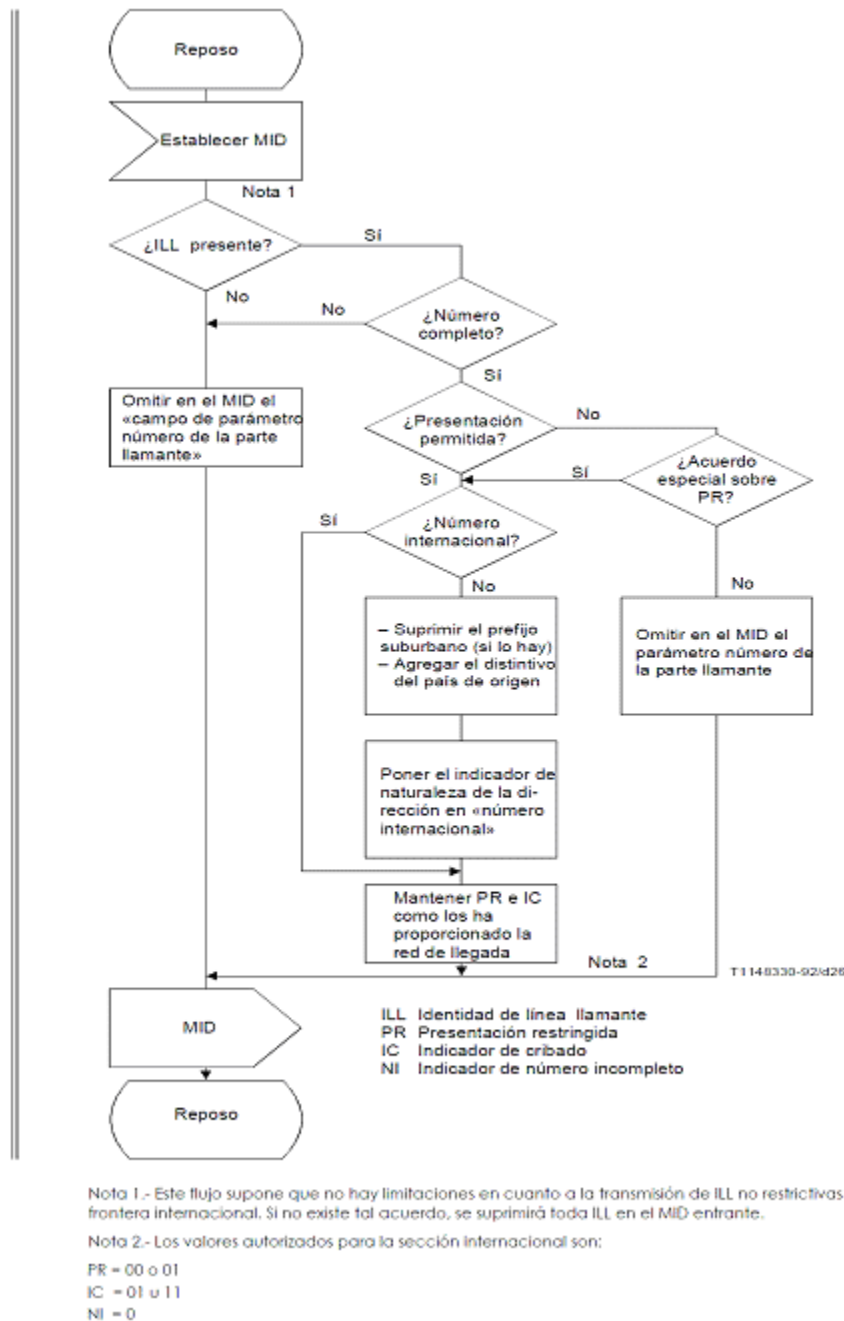 Reposo
Establecer MID
Nota 1
¿ILL presente?
Sí
No
No
¿Número
completo?
Sí
Omitir en el MID el
«campo de parámetro
número de la parte
llamante»
¿Presentación
permitida?
No
¿Acuerdo
especial sobre
PR?
Sí
Sí
Sí
¿Número
internacional?
No
No
– Suprimir el prefijo
suburbano (si lo hay)
– Agregar el distintivo
del país de origen
Omitir en el MID el
parámetro número de
la parte llamante
Poner el indicador de
naturaleza de la di-
rección en «número
internacional»
Mantener PR e IC
como los ha
proporcionado la
red de llegada
Nota 2
T1148330-92/d26
MID
ILL Identidad de línea llamante
PR Presentación restringida
IC Indicador de cribado
NI Indicador de número incompleto
Reposo
Nota 1.- Este flujo supone que no hay limitaciones en cuanto a la transmisión de ILL no restrictivas
frontera internacional. Si no existe tal acuerdo, se suprimirá toda ILL en el MID entrante.
Nota 2.- Los valores autorizados para la sección internacional son:
PR = 00 o 01
IC = 01 u 11
NI = 0